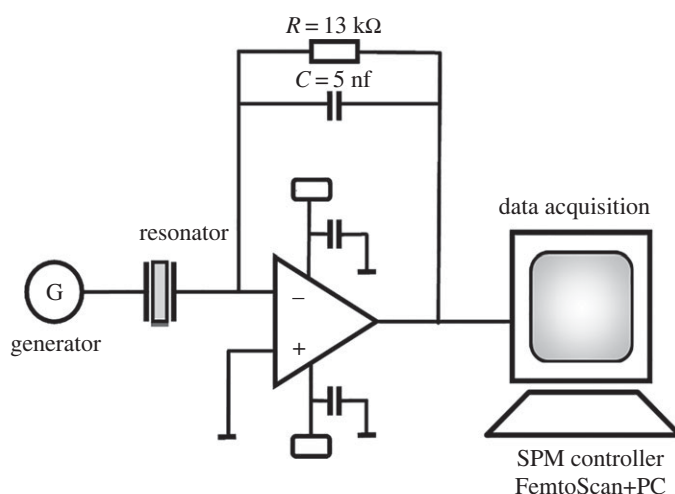 R = 13 kΩ
C = 5 nf
data acquisition
resonator
G
generator
−
+
SPM controller
FemtoScan+PC